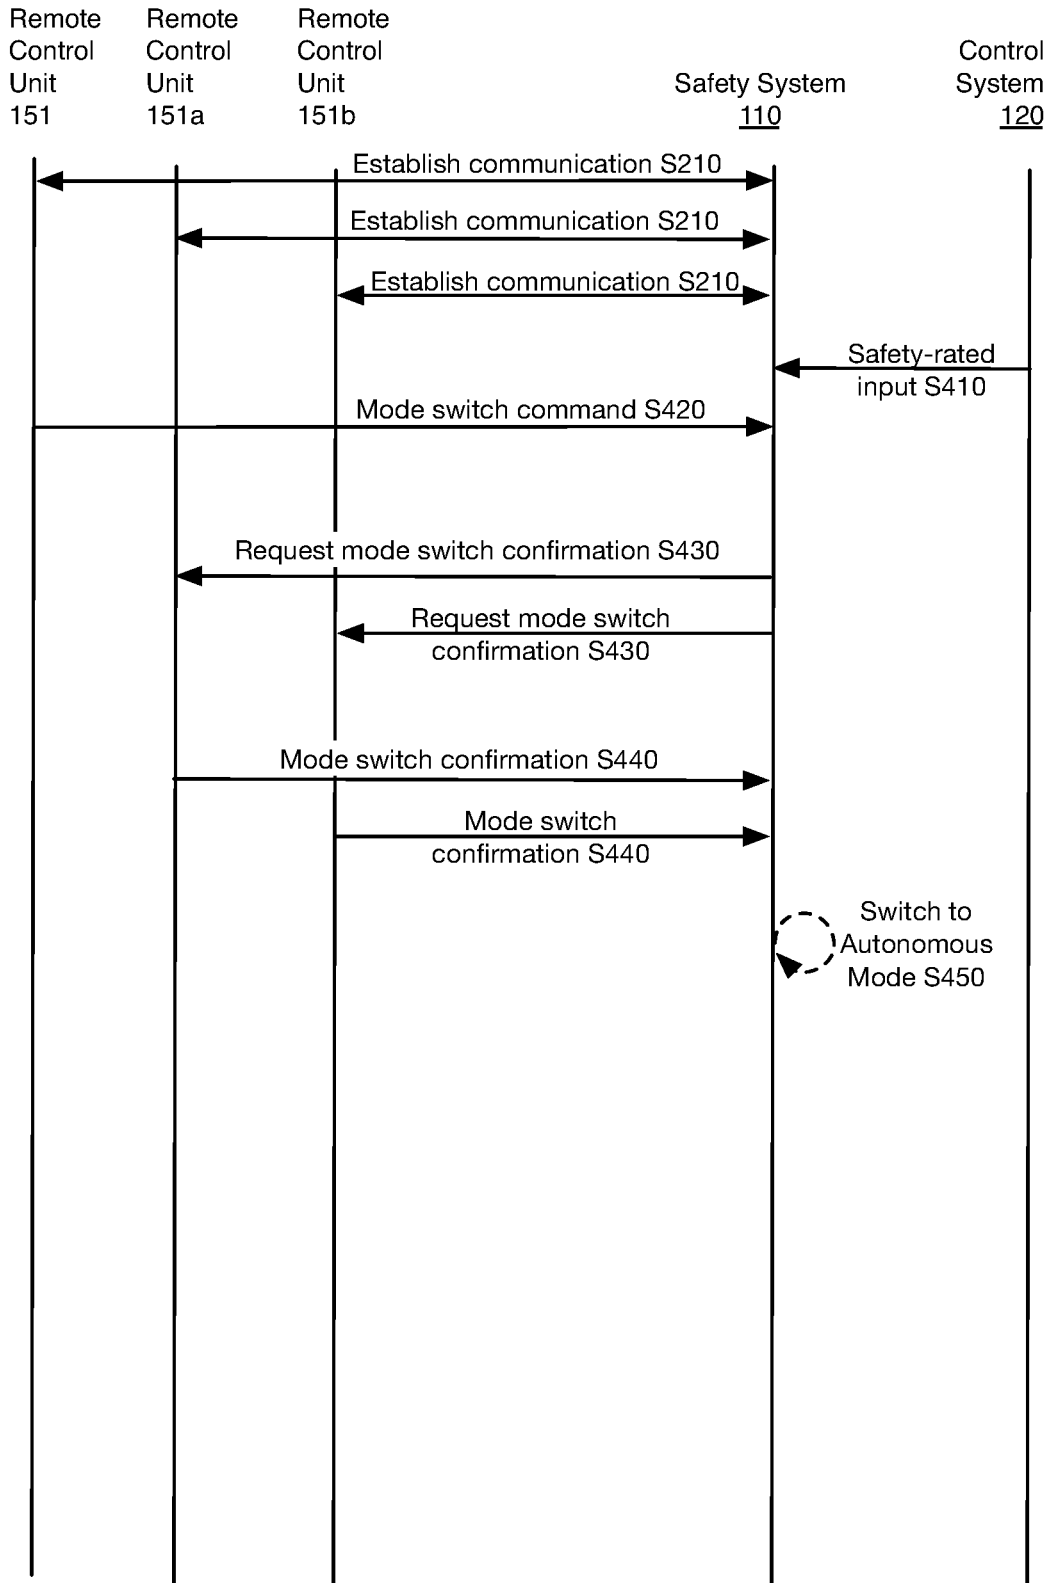 Remote
Control
Unit
151
Remote
Control
Unit
151a
Remote
Control
Unit
151b
Safety System
110
Control
System
120
Establish communication S210
Establish communication S210
Establish communication S210
Safety-rated
input S410
Mode switch command S420
Request mode switch confirmation S430
Request mode switch
confirmation S430
Mode switch confirmation S440
Mode switch
confirmation S440
Switch to
Autonomous
Mode S450